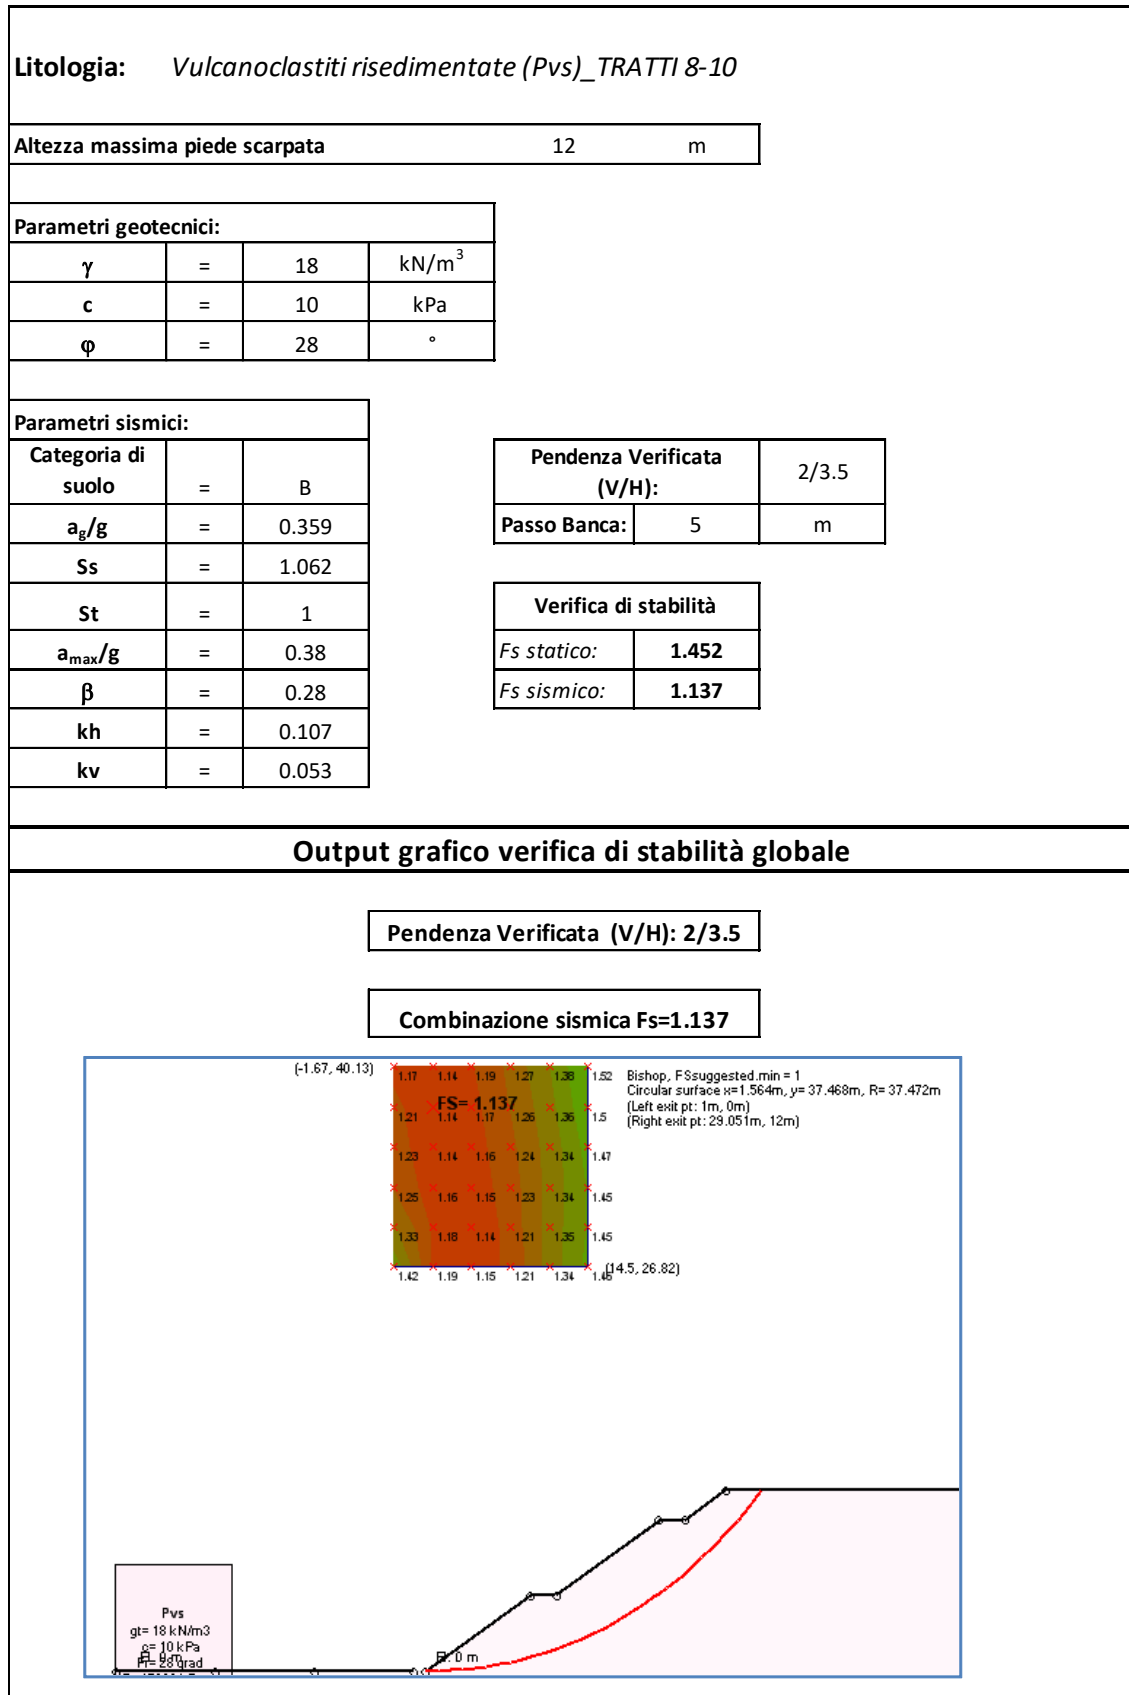 Litologia: Vulcanoclastiti risedimentate (Pvs)_TRATTI 8-10
Altezza massima piede scarpata 12 m
Parametri geotecnici:
γ = 18 kN/m3
c = 10 kPa
φ = 28 °
Parametri sismici:
Categoria di suolo = B
ag/g = 0.359
Ss = 1.062
St = 1
amax/g = 0.38
β = 0.28
kh = 0.107
kv = 0.053
Pendenza Verificata (V/H): 2/3.5
Passo Banca: 5 m
Verifica di stabilità
Fs statico: 1.452
Fs sismico: 1.137
Output grafico verifica di stabilità globale
Pendenza Verificata (V/H): 2/3.5
Combinazione sismica Fs=1.137
(-1.67, 40.13)
1.17 1.14 1.19 1.27 1.38 1.52
FS= 1.137
1.21 1.14 1.17 1.26 1.36 1.5
1.23 1.14 1.16 1.24 1.34 1.47
1.25 1.16 1.15 1.23 1.34 1.45
1.33 1.18 1.14 1.21 1.35 1.45
1.42 1.19 1.15 1.21 1.34
(14.5, 26.82)
Bishop, FSsuggested.min = 1
Circular surface x=1.564m, y= 37.468m, R= 37.472m
(Left exit pt: 1m, 0m)
(Right exit pt: 29.051m, 12m)
Pvs
gt= 18 kN/m3
c= 10 kPa
Fr= 28 grad
0 m
0 m